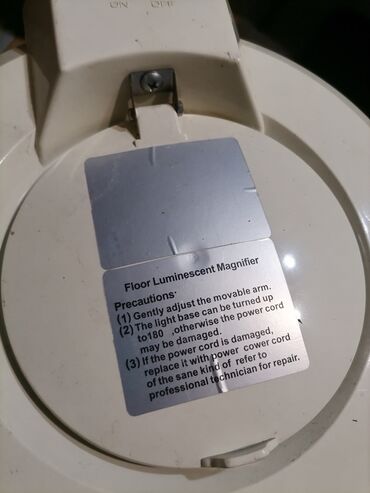 ON OFF
Floor Luminescent Magnifier
Precautions:
(1) Gently adjust the movable arm.
(2) The light base can be turned up
to180 ,otherwise the power cord
may be damaged.
(3) If the power cord is damaged,
replace it with power cower cord
of the sane kind of refer to
professional technician for repair.